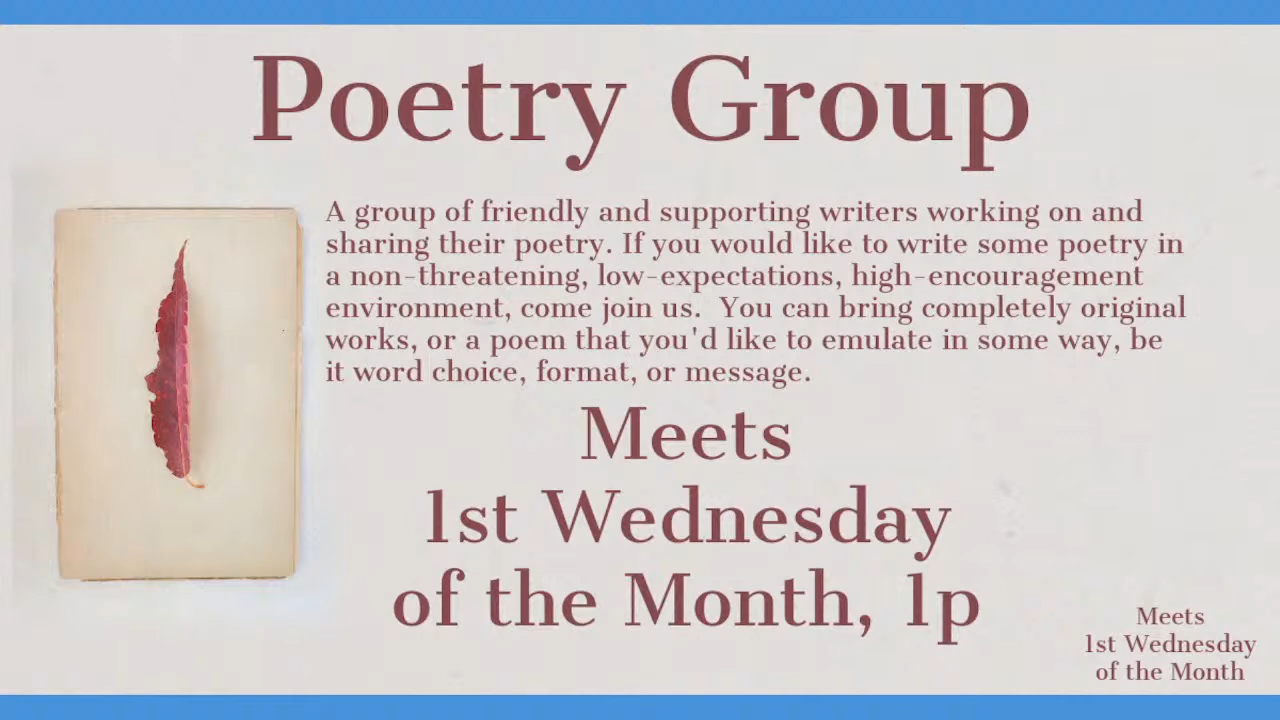 Poetry Group
A group of friendly and supporting writers working on and
sharing their poetry. If you would like to write some poetry in
a non-threatening, low-expectations, high-encouragement
environment, come join us.  You can bring completely original
works, or a poem that you'd like to emulate in some way, be
it word choice, format, or message.
Meets
1st Wednesday
of the Month, 1p
Meets
1st Wednesday
of the Month